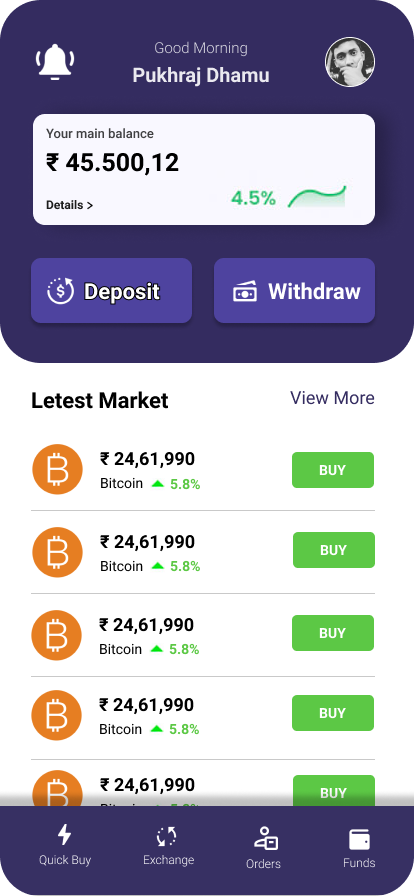 Good Morning
Pukhraj Dhamu
Your main balance
₹ 45.500,12
Details >
4.5%
Deposit
Withdraw
Letest Market
View More
₹ 24,61,990
Bitcoin 5.8%
BUY
₹ 24,61,990
Bitcoin 5.8%
BUY
₹ 24,61,990
Bitcoin 5.8%
BUY
₹ 24,61,990
Bitcoin 5.8%
BUY
₹ 24,61,990
BUY
Quick Buy
Exchange
Orders
Funds